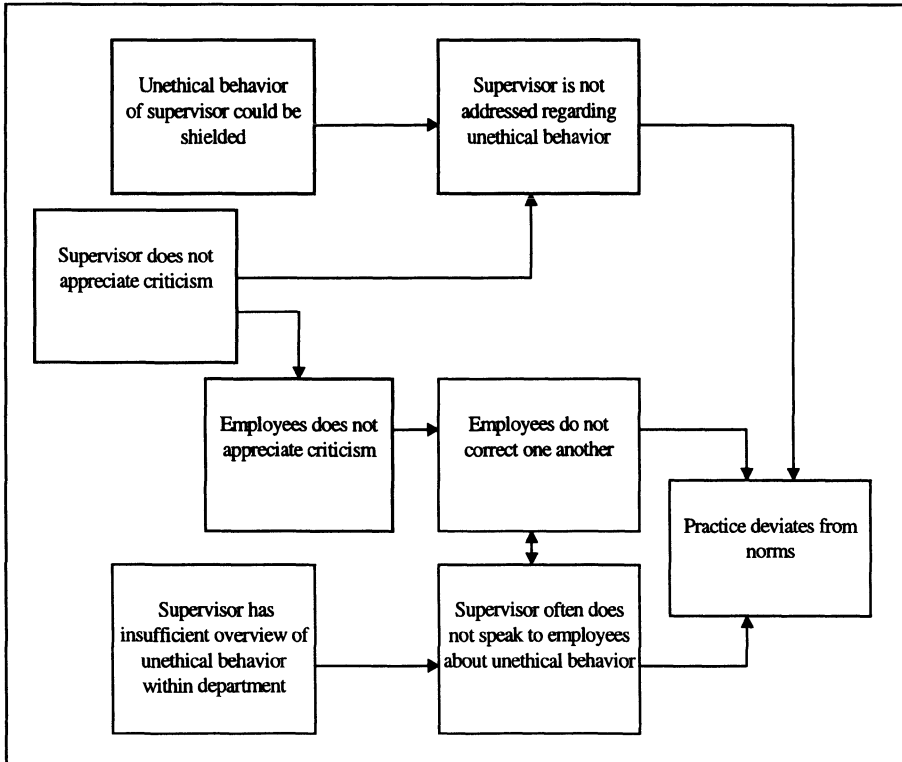 Unethical behavior
of supervisor could be
shielded
Supervisor is not
addressed regarding
unethical behavior
Supervisor does not
appreciate criticism
Employees does not
appreciate criticism
Employees do not
correct one another
Practice deviates from
norms
Supervisor has
insufficient overview of
unethical behavior
within department
Supervisor often does
not speak to employees
about unethical behavior